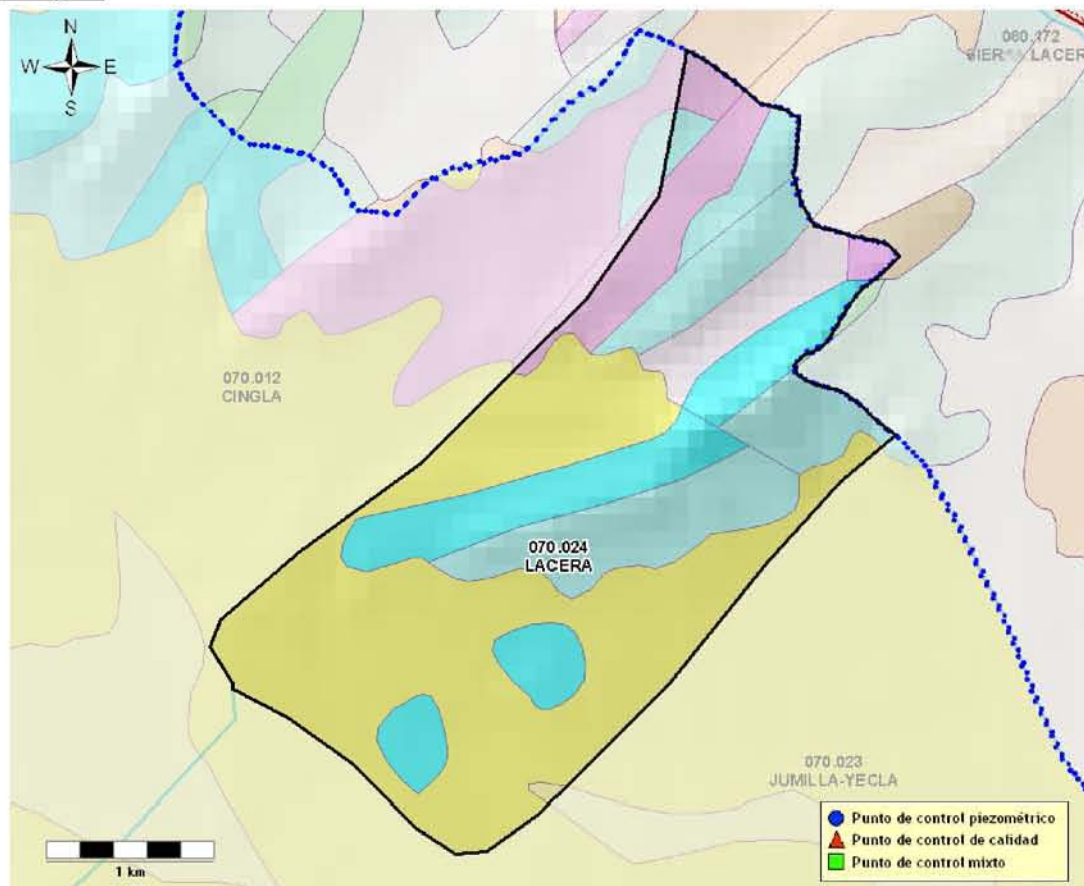 N
W E
S
080.172
070.012
CINGLA
070.024
LACERA
070.023
JUMILLA-YECLA
Punto de control piezométrico
Punto de control de calidad
Punto de control mixto
1 km